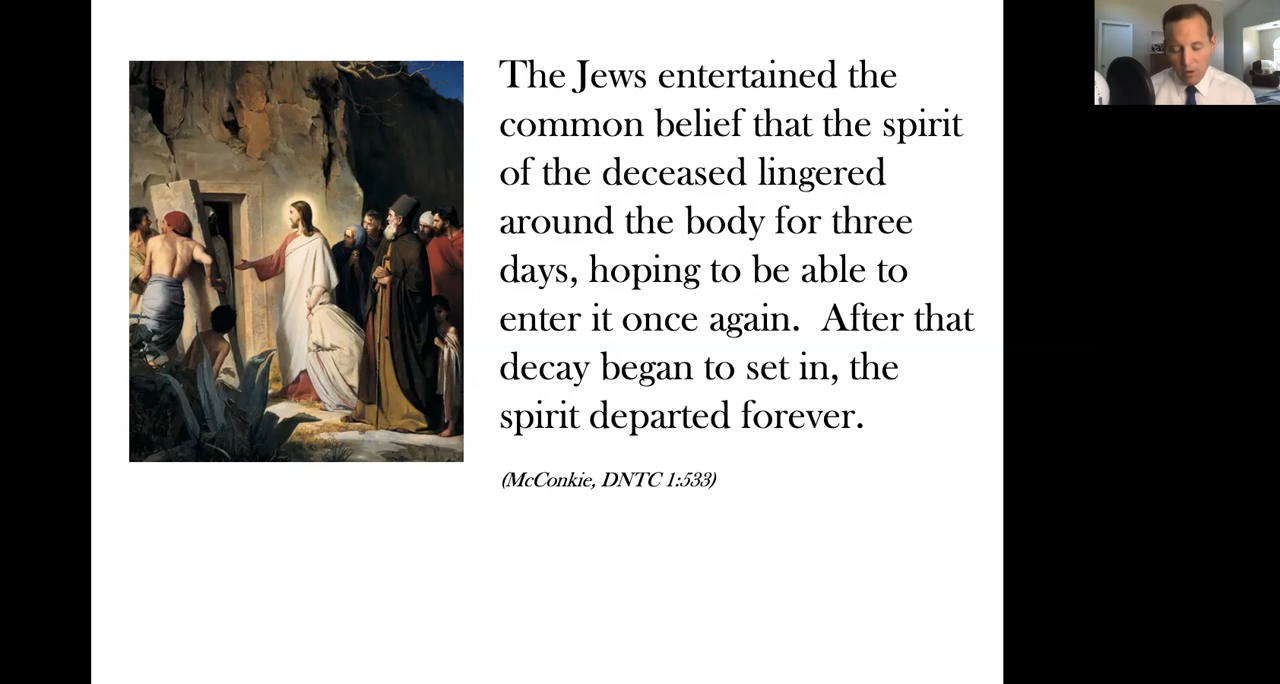 The Jews entertained the
common belief that the spirit
of the deceased lingered
around the body for three
days, hoping to be able to
enter it once again.  After that
decay began to set in, the
spirit departed forever.
(McConkie, DNTC 1:533)